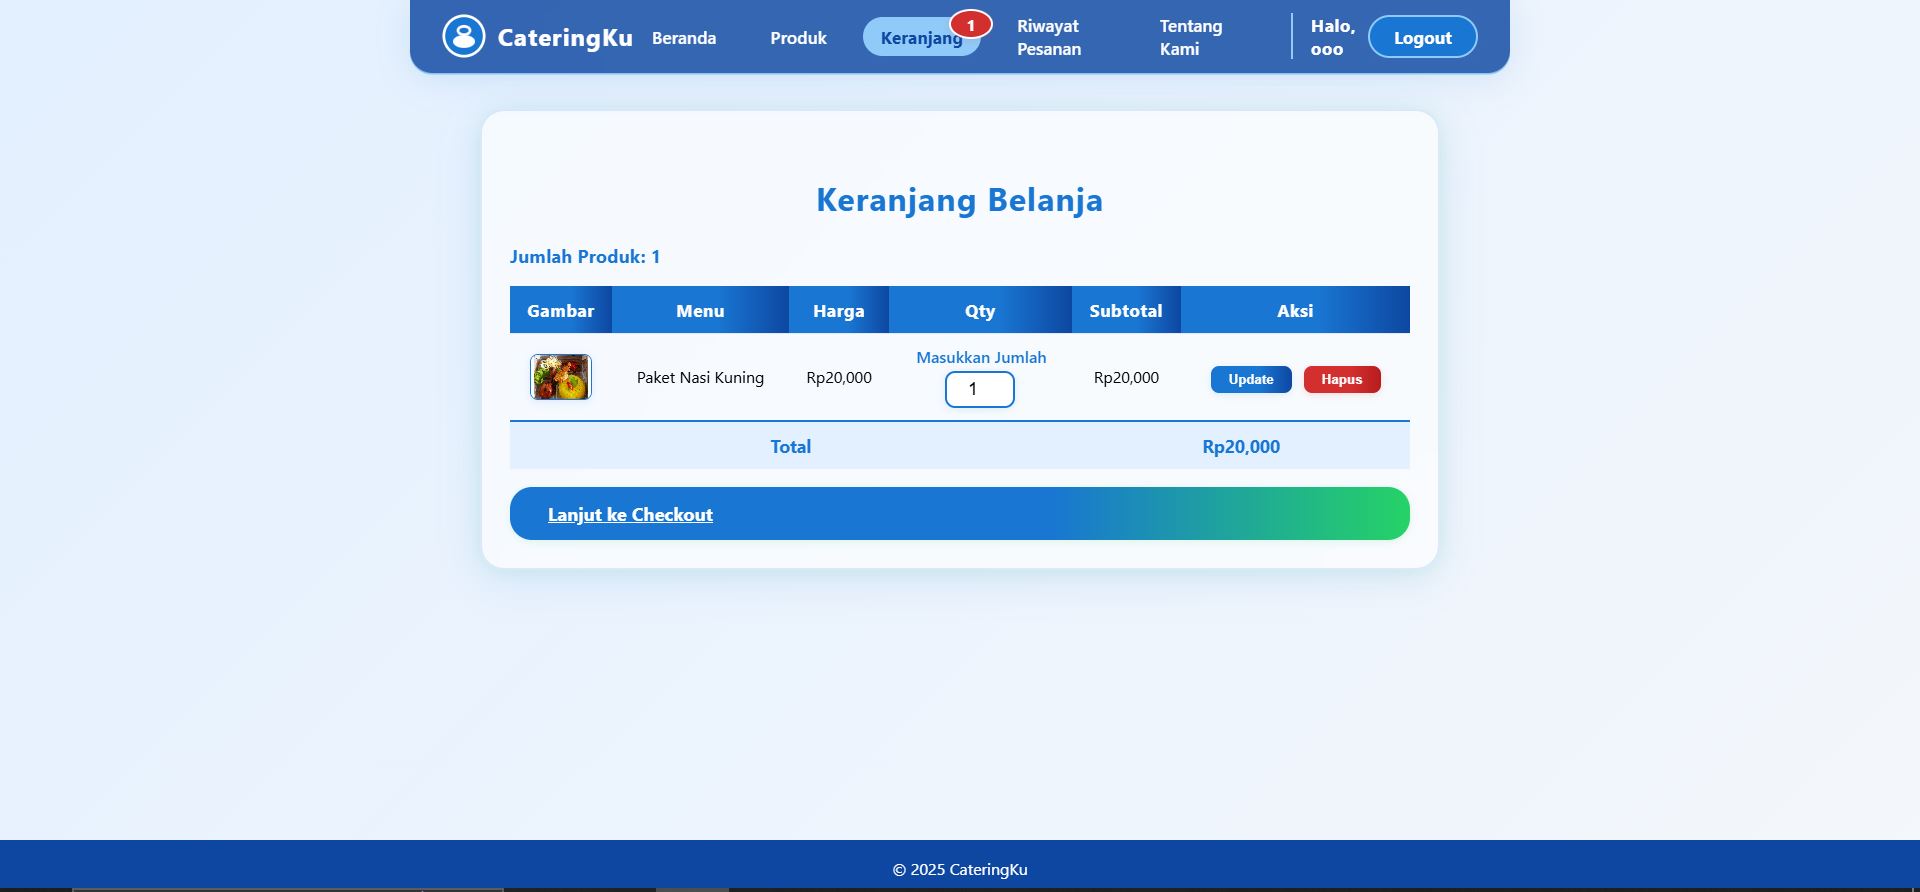 CateringKu
Beranda
Produk
Keranjang
1
Riwayat
Pesanan
Tentang
Kami
Halo,
ooo
Logout
Keranjang Belanja
Jumlah Produk: 1
Gambar Menu Harga Qty Subtotal Aksi
Masukkan Jumlah
Paket Nasi Kuning Rp20,000 1 Rp20,000 Update Hapus
Total Rp20,000
Lanjut ke Checkout
© 2025 CateringKu